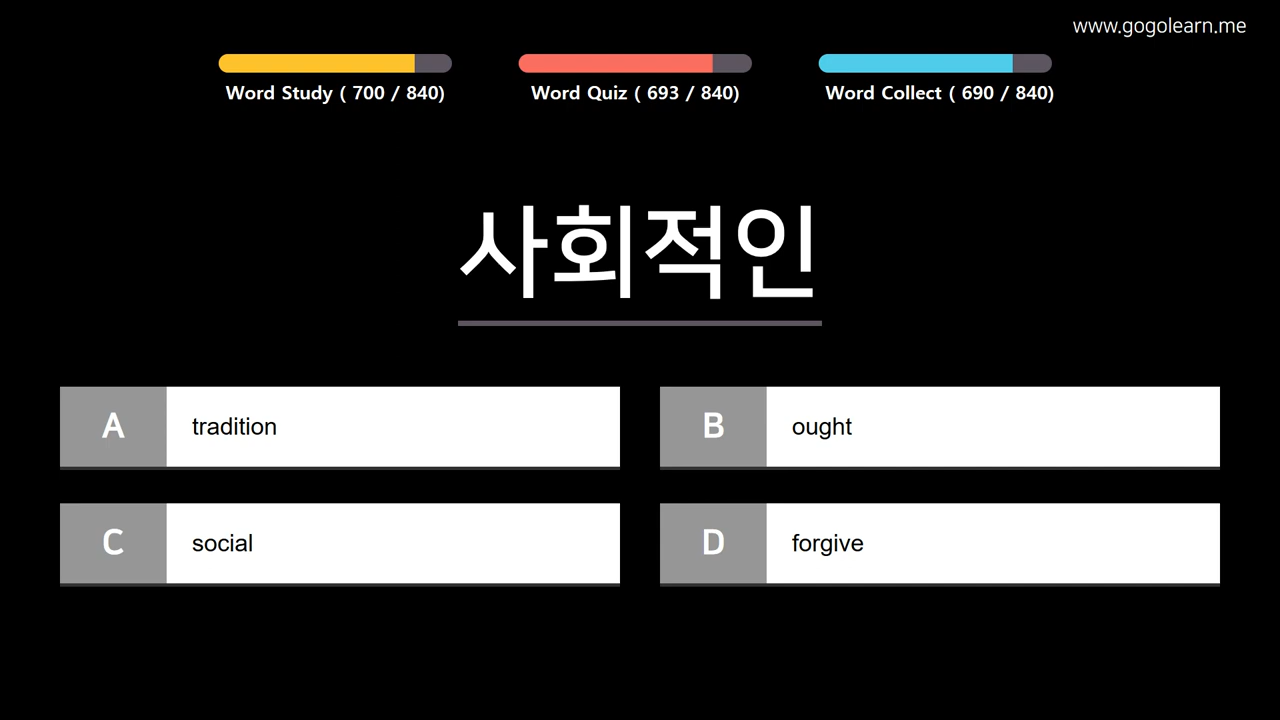 www.gogolearn.me
Word Study ( 700 / 840)
Word Quiz ( 693 / 840)
Word Collect ( 690 / 840)
사회적인
A tradition
B ought
C social
D forgive